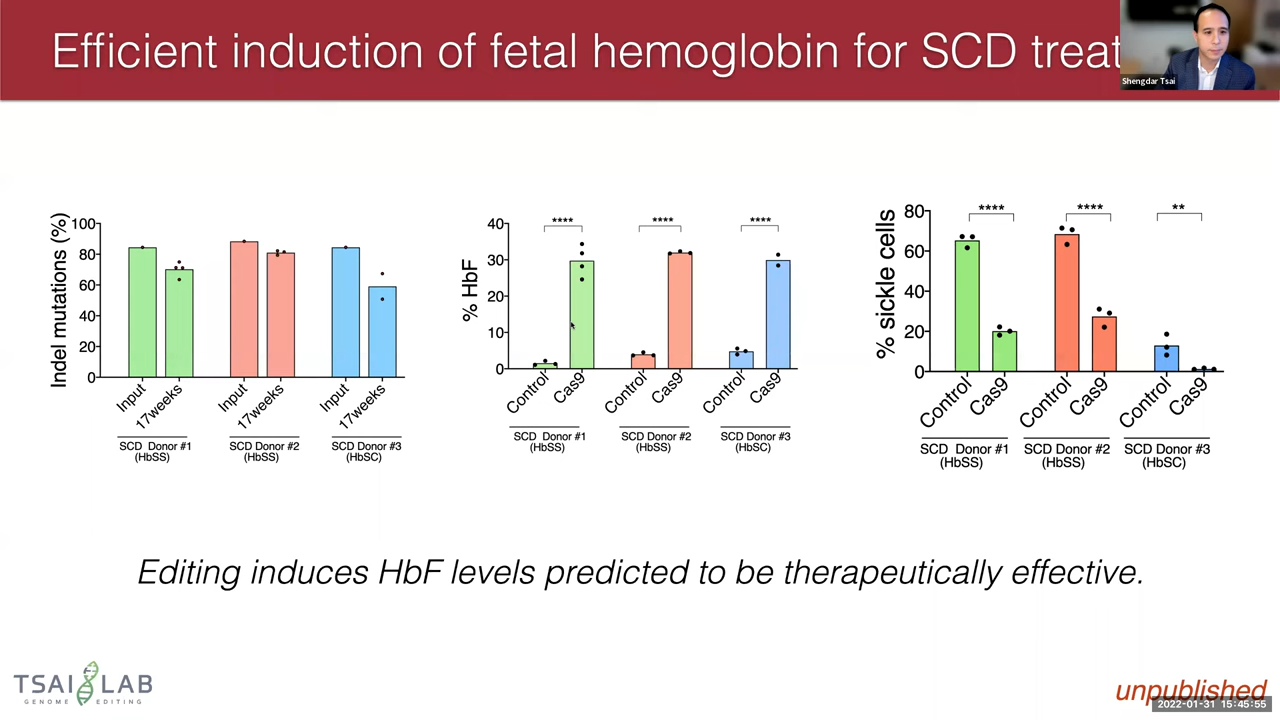 Efficient induction of fetal hemoglobin for SCD treat
Shengdar Tsai
Indel mutations (%)
100
80
60
40
20
0
Input
17weeks
Input
17weeks
Input
17weeks
SCD Donor #1
(HbSS)
SCD Donor #2
(HbSS)
SCD Donor #3
(HbSC)
% HbF
40
30
20
10
0
****
****
****
Control
Cas9
Control
Cas9
Control
Cas9
SCD Donor #1
(HbSS)
SCD Donor #2
(HbSS)
SCD Donor #3
(HbSC)
% sickle cells
80
60
40
20
0
****
****
**
Control
Cas9
Control
Cas9
Control
Cas9
SCD Donor #1
(HbSS)
SCD Donor #2
(HbSS)
SCD Donor #3
(HbSC)
Editing induces HbF levels predicted to be therapeutically effective.
TSAI LAB
GENOME EDITING
unpublished
2022-01-31 15:45:55